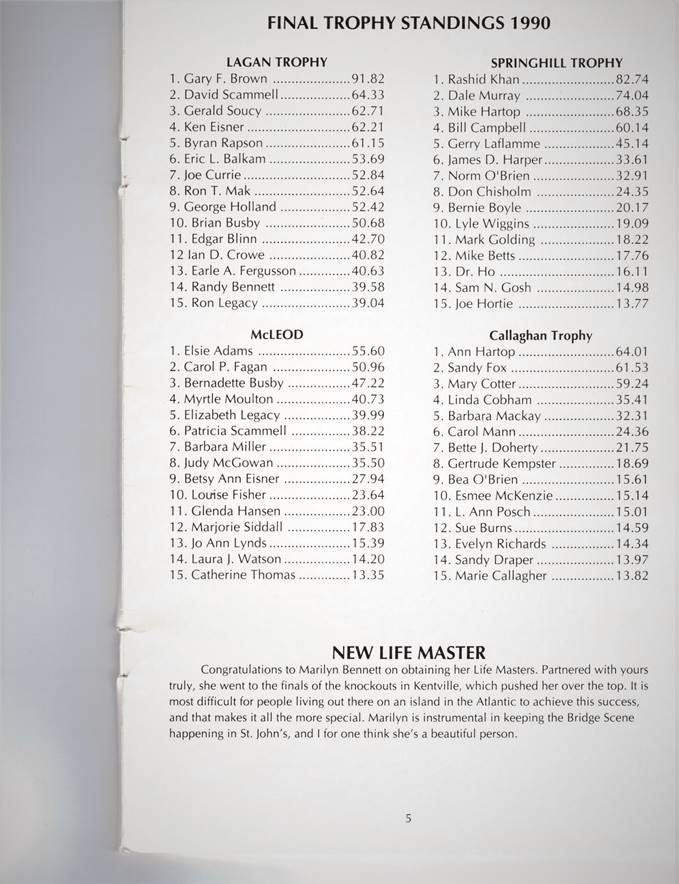 FINAL TROPHY STANDINGS 1990
LAGAN TROPHY
1. Gary F. Brown ......................91.82
2. David Scammell....................64.33
3. Gerald Soucy ........................62.71
4. Ken Eisner .............................62.21
5. Byran Rapson........................61.15
6. Eric L. Balkam .......................53.69
7. Joe Currie..............................52.84
8. Ron T. Mak ...........................52.64
9. George Holland ....................52.42
10. Brian Busby ........................50.68
11. Edgar Blinn .........................42.70
12 Ian D. Crowe .......................40.82
13. Earle A. Fergusson .............40.63
14. Randy Bennett ....................39.58
15. Ron Legacy .........................39.04
SPRINGHILL TROPHY
1. Rashid Khan..........................82.74
2. Dale Murray .........................74.04
3. Mike Hartop .........................68.35
4. Bill Campbell........................60.14
5. Gerry Laflamme ....................45.14
6. James D. Harper....................33.61
7. Norm O'Brien .......................32.91
8. Don Chisholm ......................24.35
9. Bernie Boyle .........................20.17
10. Lyle Wiggins .......................19.09
11. Mark Golding .....................18.22
12. Mike Betts ...........................17.76
13. Dr. Ho ................................16.11
14. Sam N. Gosh ......................14.98
15. Joe Hortie ...........................13.77
McLEOD
1. Elsie Adams ..........................55.60
2. Carol P. Fagan ......................50.96
3. Bernadette Busby ..................47.22
4. Myrtle Moulton .....................40.73
5. Elizabeth Legacy ...................39.99
6. Patricia Scammell .................38.22
7. Barbara Miller.......................35.51
8. Judy McGowan .....................35.50
9. Betsy Ann Eisner ...................27.94
10. Louise Fisher .......................23.64
11. Glenda Hansen ...................23.00
12. Marjorie Siddall ..................17.83
13. Jo Ann Lynds.......................15.39
14. Laura J. Watson...................14.20
15. Catherine Thomas ..............13.35
Callaghan Trophy
1. Ann Hartop...........................64.01
2. Sandy Fox .............................61.53
3. Mary Cotter...........................59.24
4. Linda Cobham ......................35.41
5. Barbara Mackay ....................32.31
6. Carol Mann...........................24.36
7. Bette J. Doherty.....................21.75
8. Gertrude Kempster ................18.69
9. Bea O'Brien ..........................15.61
10. Esmee McKenzie.................15.14
11. L. Ann Posch.......................15.01
12. Sue Burns............................14.59
13. Evelyn Richards ..................14.34
14. Sandy Draper ......................13.97
15. Marie Callagher ..................13.82
NEW LIFE MASTER
Congratulations to Marilyn Bennett on obtaining her Life Masters. Partnered with yours
truly, she went to the finals of the knockouts in Kentville, which pushed her over the top. It is
most difficult for people living out there on an island in the Atlantic to achieve this success,
and that makes it all the more special. Marilyn is instrumental in keeping the Bridge Scene
happening in St. John's, and I for one think she's a beautiful person.
5